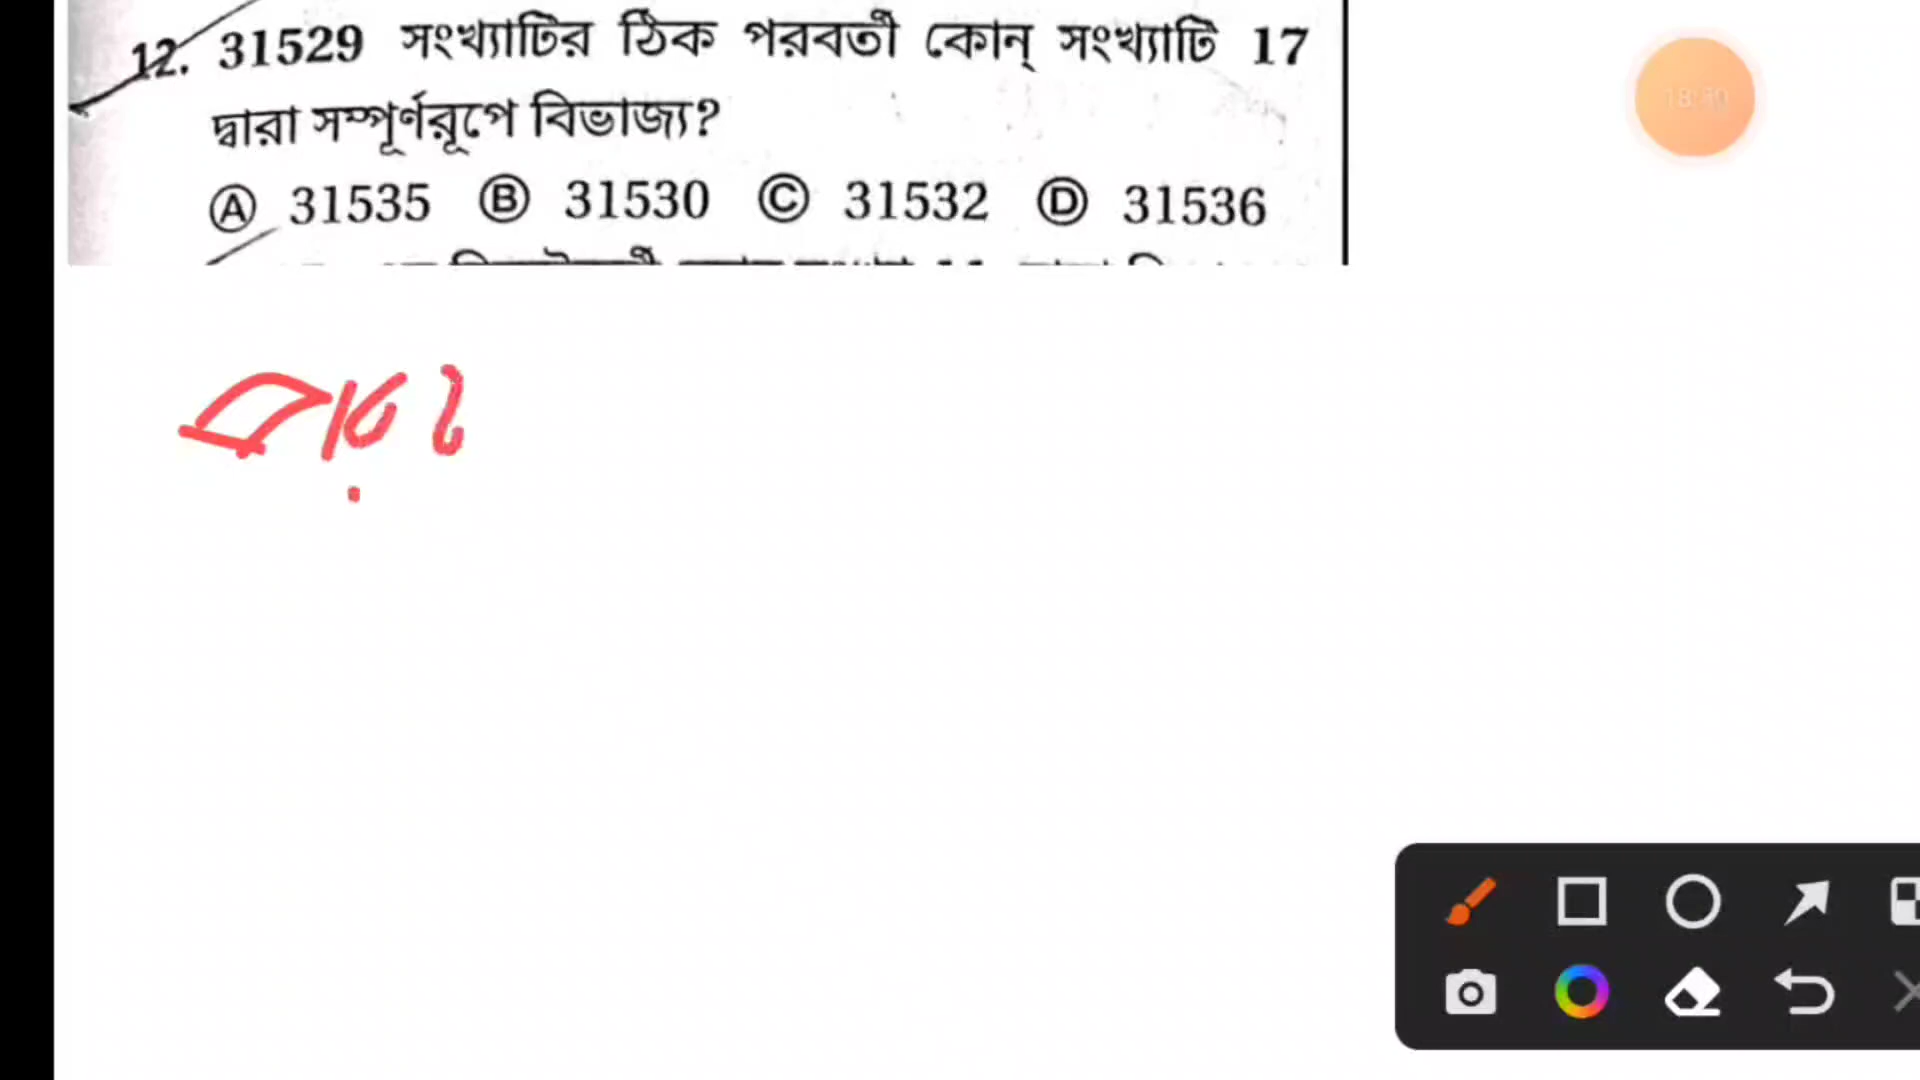 12. 31529 সংখ্যাটির ঠিক পরবর্তী কোন্ সংখ্যাটি 17
দ্বারা সম্পূর্ণরূপে বিভাজ্য?
Ⓐ 31535 Ⓑ 31530 Ⓒ 31532 Ⓓ 31536